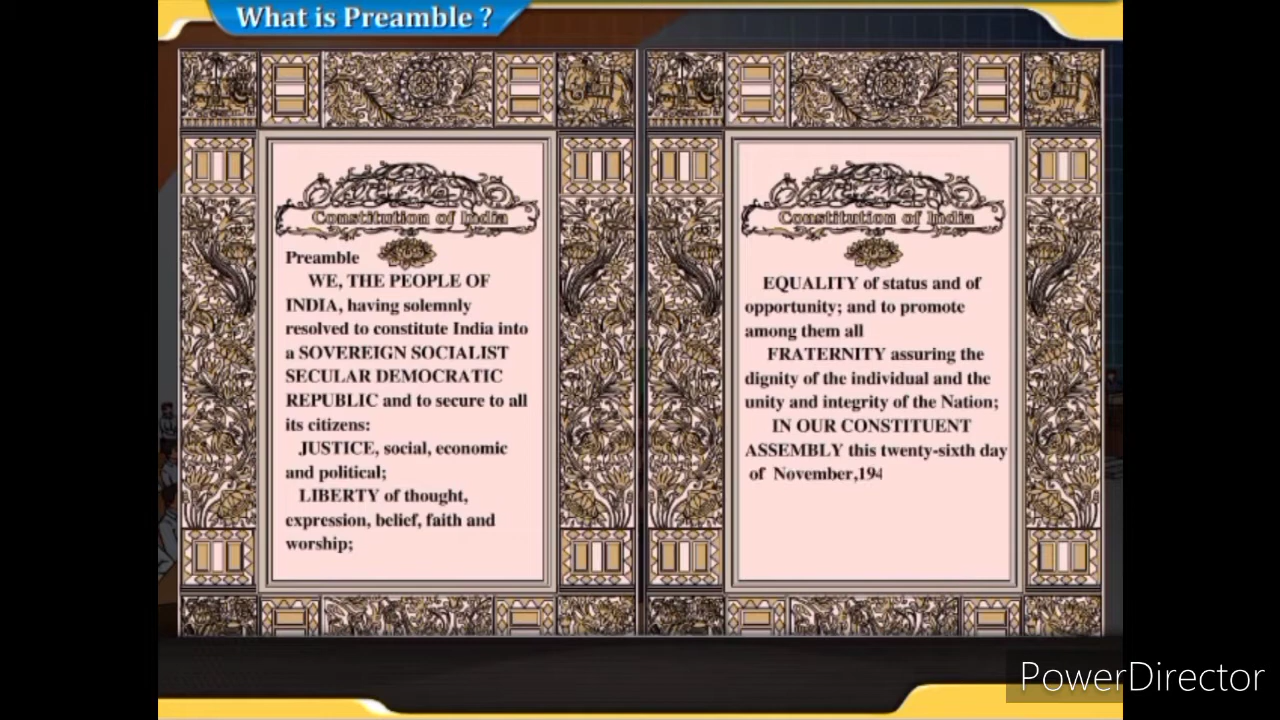 What is Preamble ?
Constitution of India
Preamble
WE, THE PEOPLE OF
INDIA, having solemnly
resolved to constitute India into
a SOVEREIGN SOCIALIST
SECULAR DEMOCRATIC
REPUBLIC and to secure to all
its citizens:
JUSTICE, social, economic
and political;
LIBERTY of thought,
expression, belief, faith and
worship;
Constitution of India
EQUALITY of status and of
opportunity; and to promote
among them all
FRATERNITY assuring the
dignity of the individual and the
unity and integrity of the Nation;
IN OUR CONSTITUENT
ASSEMBLY this twenty-sixth day
of November,194
PowerDirector